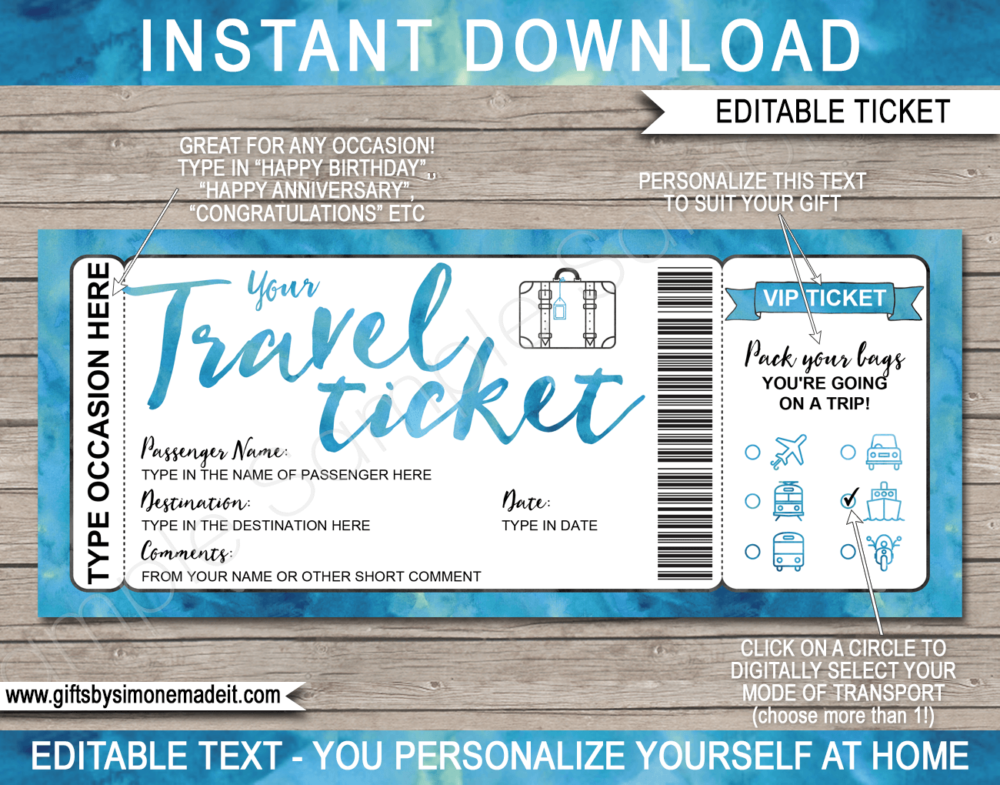 INSTANT DOWNLOAD
EDITABLE TICKET
GREAT FOR ANY OCCASION!
TYPE IN “HAPPY BIRTHDAY”,
“HAPPY ANNIVERSARY”,
“CONGRATULATIONS” ETC
PERSONALIZE THIS TEXT
TO SUIT YOUR GIFT
TYPE OCCASION HERE
Your
Travel
ticket
Passenger Name:
TYPE IN THE NAME OF PASSENGER HERE
Destination:
TYPE IN THE DESTINATION HERE
Date:
TYPE IN DATE
Comments:
FROM YOUR NAME OR OTHER SHORT COMMENT
VIP TICKET
Pack your bags
YOU'RE GOING
ON A TRIP!
CLICK ON A CIRCLE TO
DIGITALLY SELECT YOUR
MODE OF TRANSPORT
(choose more than 1!)
www.giftsbysimonemadeit.com
EDITABLE TEXT - YOU PERSONALIZE YOURSELF AT HOME